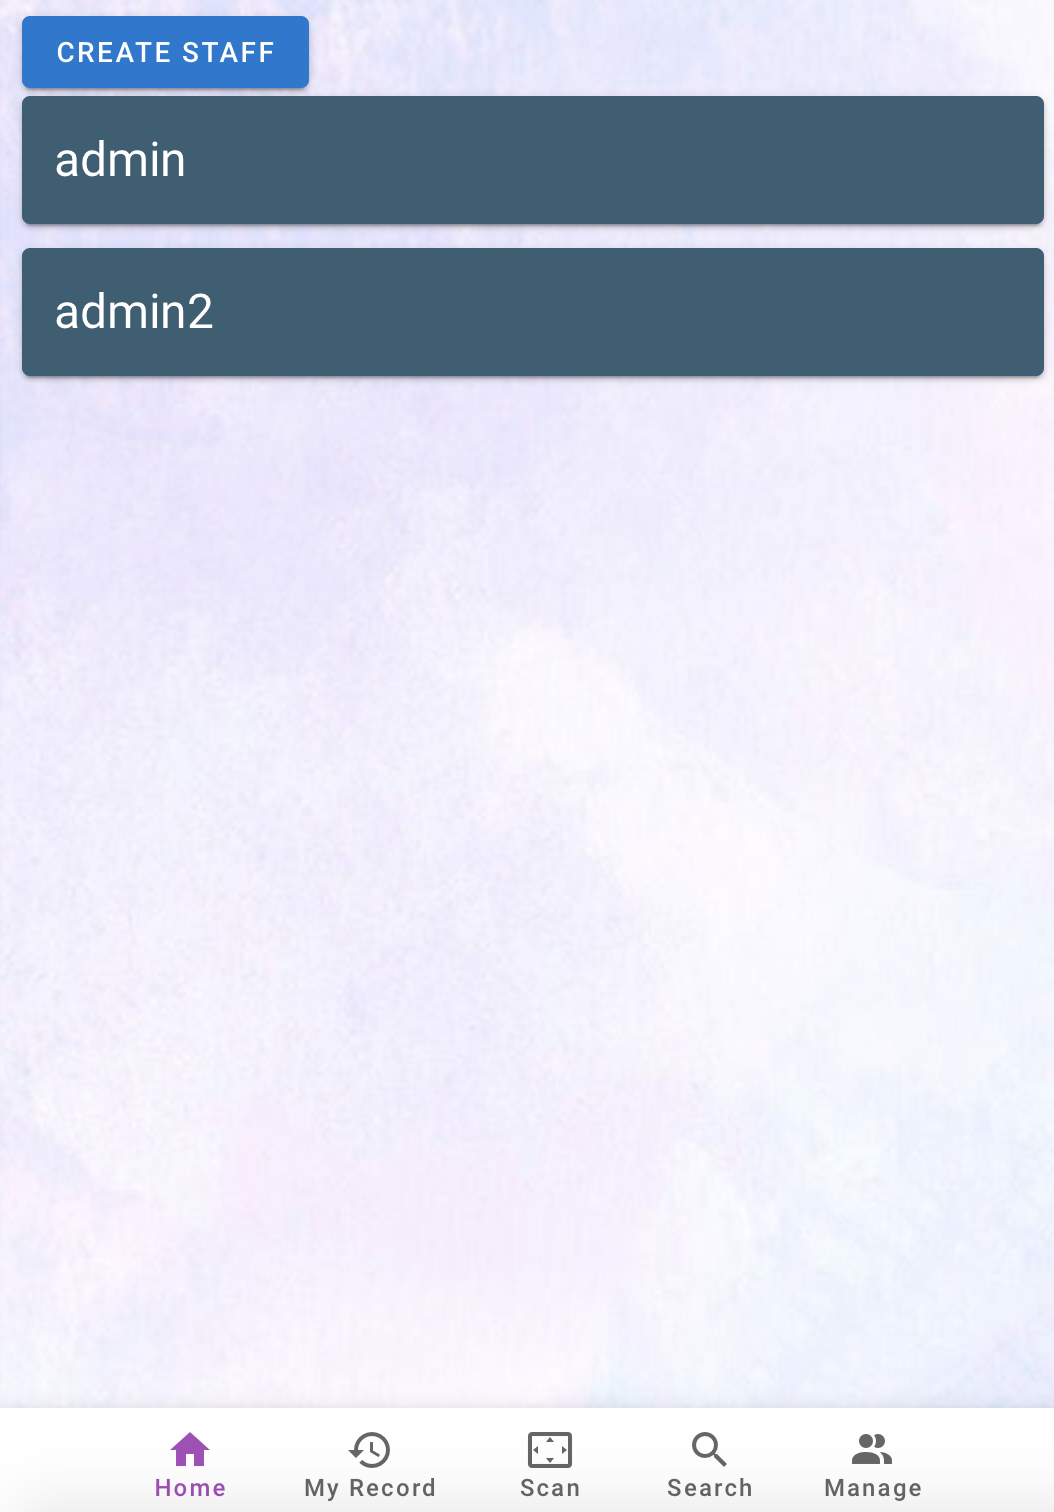 CREATE STAFF
admin
admin2
Home My Record Scan Search Manage